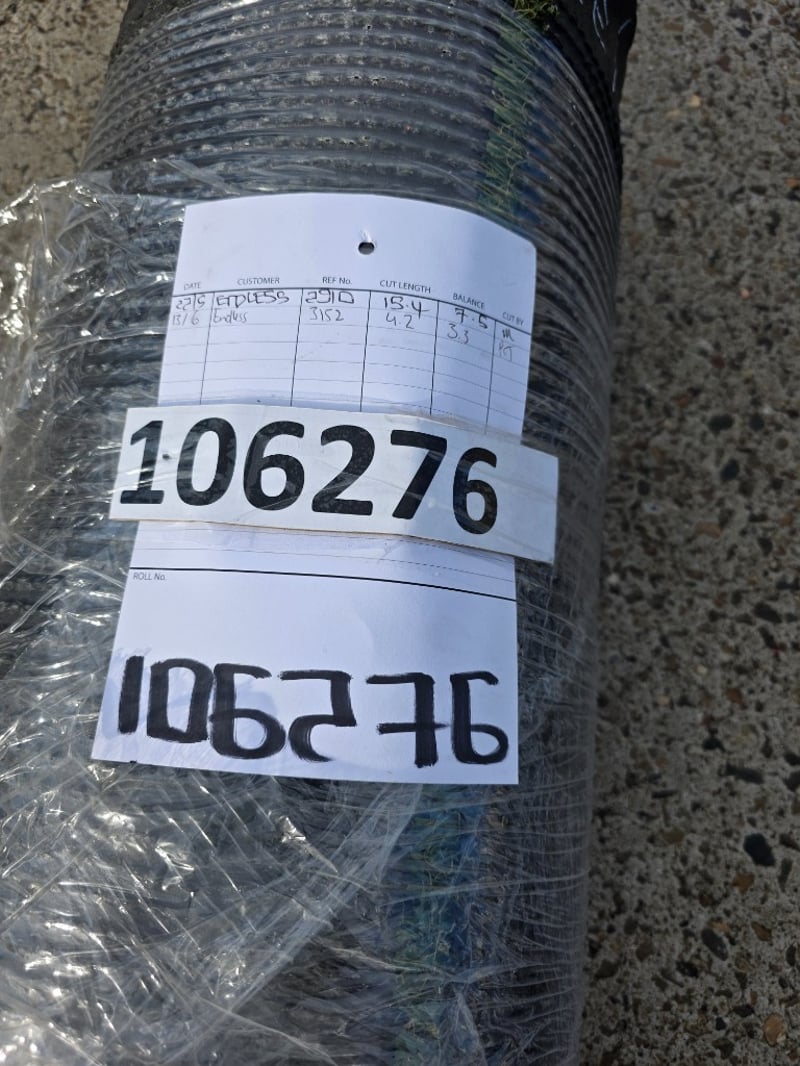 DATE CUSTOMER REF No. CUT LENGTH BALANCE CUT BY
22/5 ENDLESS 2910 15.4 7.5
13/6 Endless 3152 4.2 3.3
106276
ROLL No.
106276